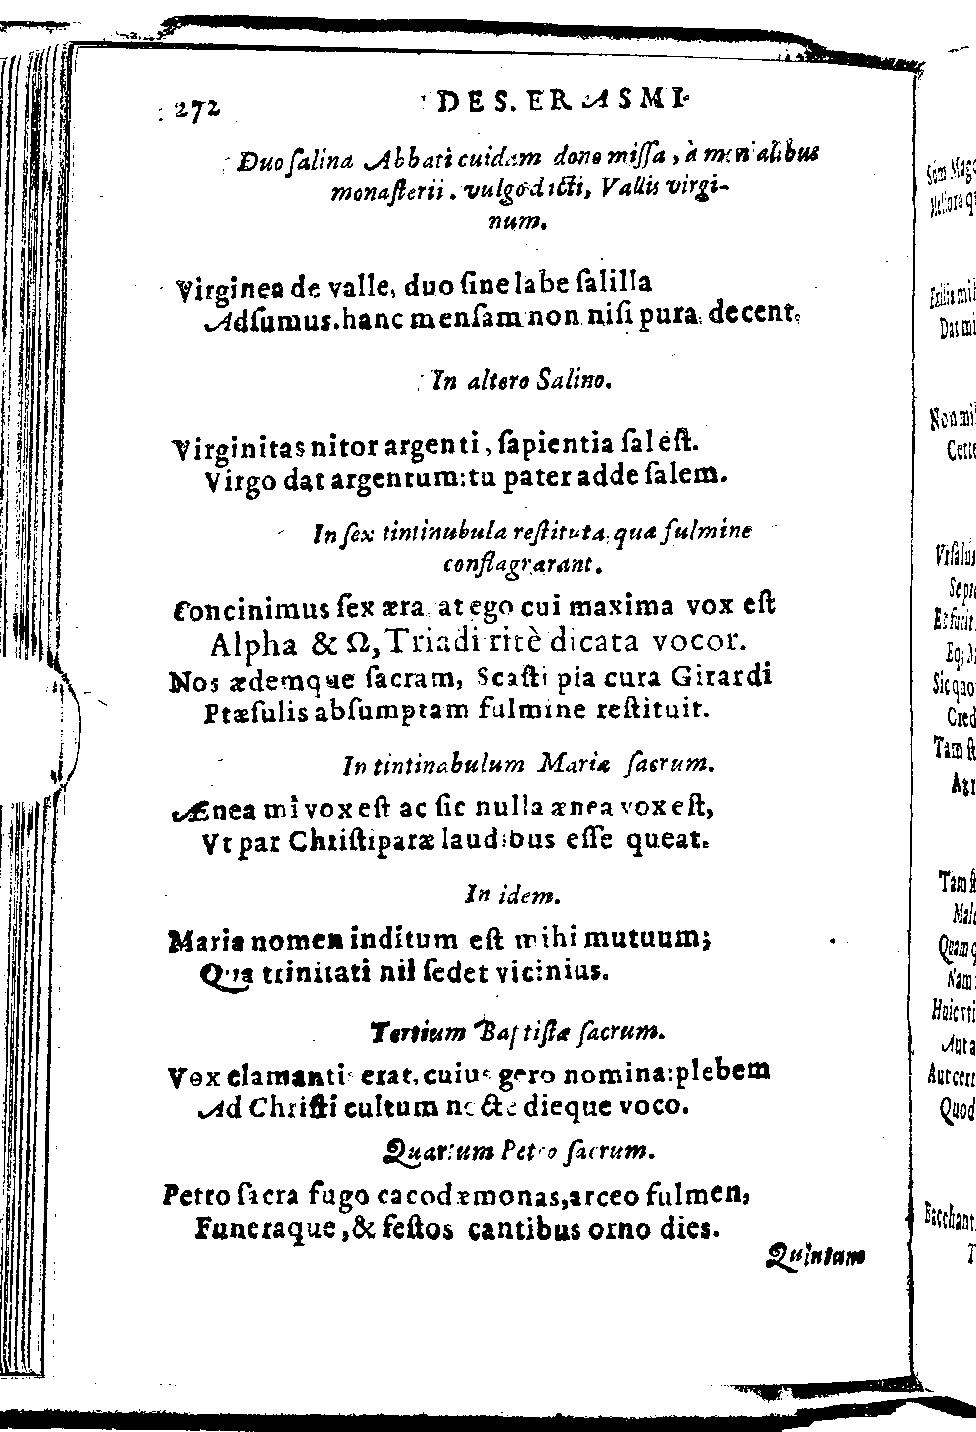 272 DES. ERASMI
Duo salina Abbati cuidam dono missa, à monialibus
monasterii. vulgo dicti, Vallis virgi-
num.
Virginea de valle, duo sine labe salilla
Adsumus. hanc mensam non nisi pura decent.
In altero Salino.
Virginitas nitor argenti, sapientia sal est.
Virgo dat argentum: tu pater adde salem.
In sex tintinubula restituta, quæ fulmine
conflagrarant.
Concinimus sex æra at ego cui maxima vox est
Alpha & Ω, Triadi ritè dicata vocor.
Nos ædemque sacram, Scasti pia cura Girardi
Ptæsulis absumptam fulmine restituit.
In tintinabulum Mariæ sacrum.
Ænea mî vox est ac sic nulla ænea vox est,
Vt par Christiparæ laudibus esse queat.
In idem.
Maria nomen inditum est mihi mutuum;
Qua trinitati nil sedet vicinius.
Tertium Baptistæ sacrum.
Vox clamantis erat, cuius gero nomina: plebem
Ad Christi cultum nocte dieque voco.
Quartum Petro sacrum.
Petro sacra fugo cacodæmonas, arceo fulmen,
Funeraque, & festos cantibus orno dies.
Quintum